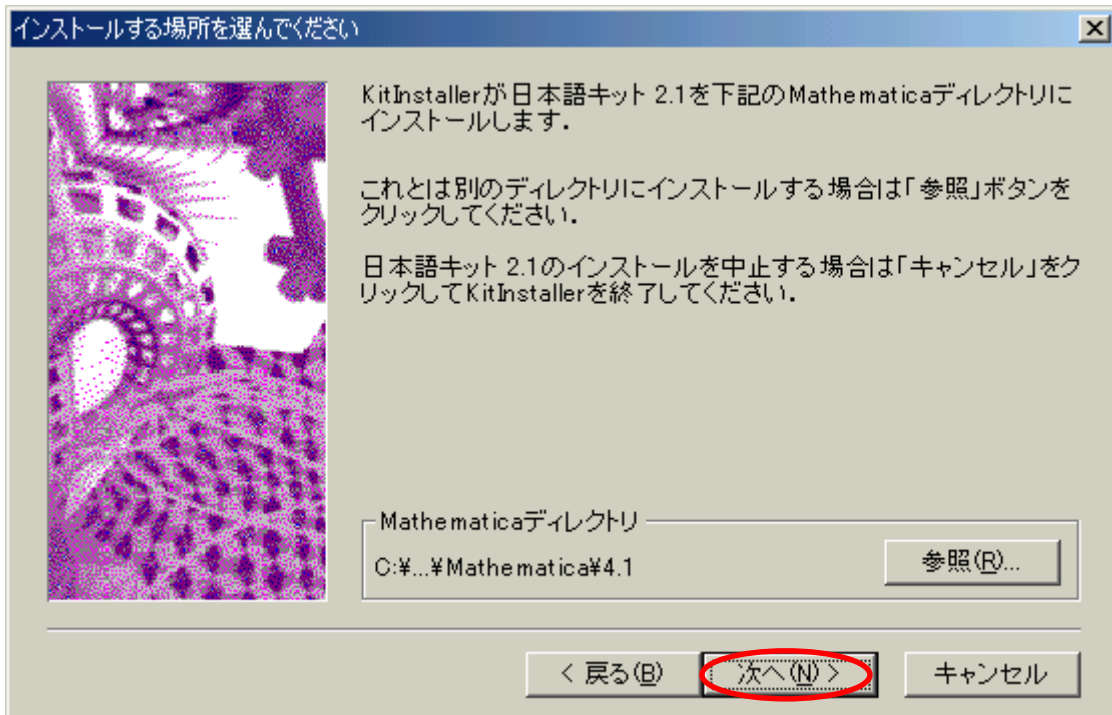 インストールする場所を選んでください
KitInstallerが日本語キット 2.1を下記のMathematicaディレクトリに
インストールします.
これとは別のディレクトリにインストールする場合は「参照」ボタンを
クリックしてください.
日本語キット 2.1のインストールを中止する場合は「キャンセル」をク
リックしてKitInstallerを終了してください.
Mathematicaディレクトリ
C:¥...¥Mathematica¥4.1
参照(R)...
< 戻る(B)
次へ(N) >
キャンセル